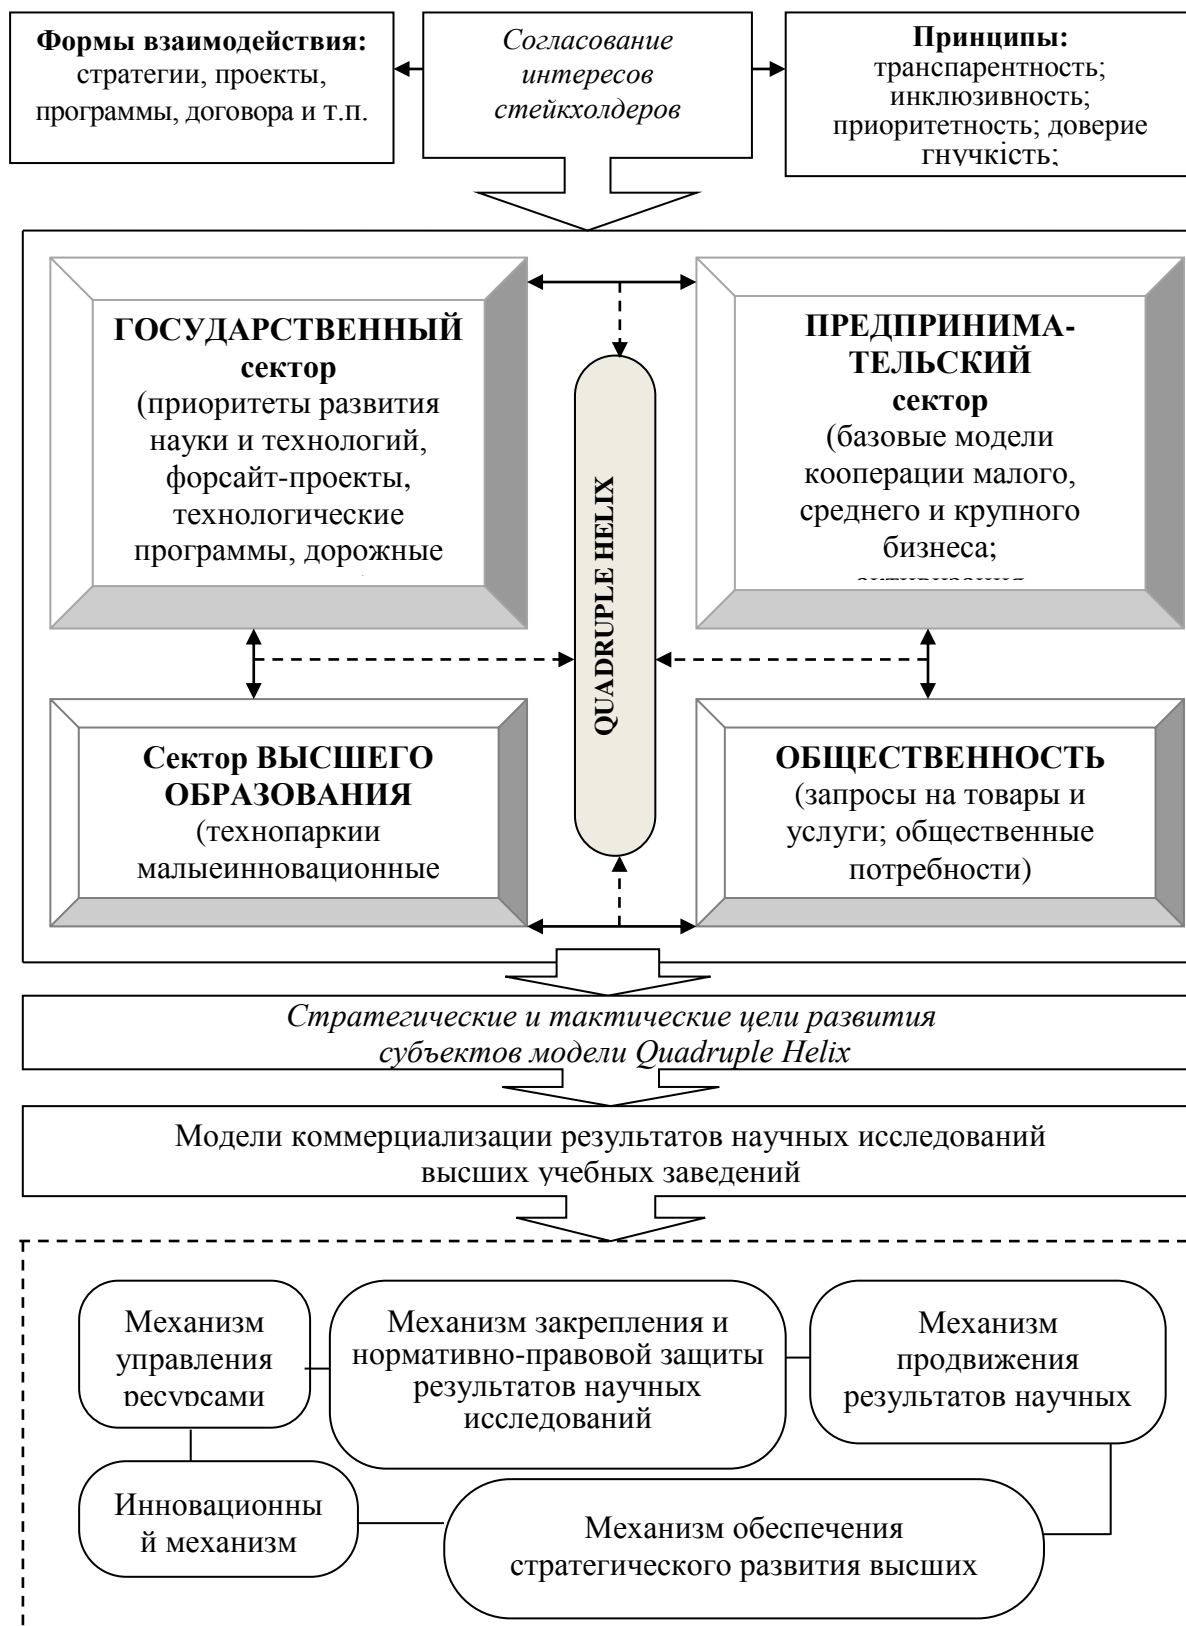 Формы взаимодействия:
стратегии, проекты,
программы, договора и т.п.
Согласование
интересов
стейкхолдеров
Принципы:
транспарентность;
инклюзивность;
приоритетность; доверие
гнучкість;
ГОСУДАРСТВЕННЫЙ
сектор
(приоритеты развития
науки и технологий,
форсайт-проекты,
технологические
программы, дорожные
ПРЕДПРИНИМА-
ТЕЛЬСКИЙ
сектор
(базовые модели
кооперации малого,
среднего и крупного
бизнеса;
QUADRUPLE HELIX
Сектор ВЫСШЕГО
ОБРАЗОВАНИЯ
(технопаркии
малыеинновационные
ОБЩЕСТВЕННОСТЬ
(запросы на товары и
услуги; общественные
потребности)
Стратегические и тактические цели развития
субъектов модели Quadruple Helix
Модели коммерциализации результатов научных исследований
высших учебных заведений
Механизм
управления
ресурсами
Механизм закрепления и
нормативно-правовой защиты
результатов научных
исследований
Механизм
продвижения
результатов научных
Инновационны
й механизм
Механизм обеспечения
стратегического развития высших